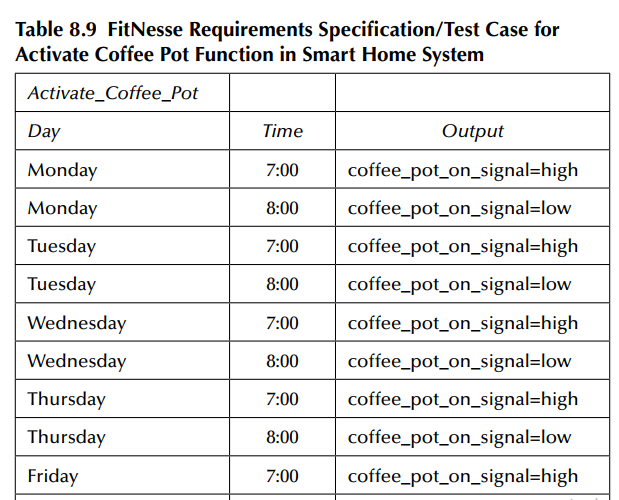 Table 8.9 FitNesse Requirements Specification/Test Case for
Activate Coffee Pot Function in Smart Home System
Activate_Coffee_Pot
Day Time Output
Monday 7:00 coffee_pot_on_signal=high
Monday 8:00 coffee_pot_on_signal=low
Tuesday 7:00 coffee_pot_on_signal=high
Tuesday 8:00 coffee_pot_on_signal=low
Wednesday 7:00 coffee_pot_on_signal=high
Wednesday 8:00 coffee_pot_on_signal=low
Thursday 7:00 coffee_pot_on_signal=high
Thursday 8:00 coffee_pot_on_signal=low
Friday 7:00 coffee_pot_on_signal=high